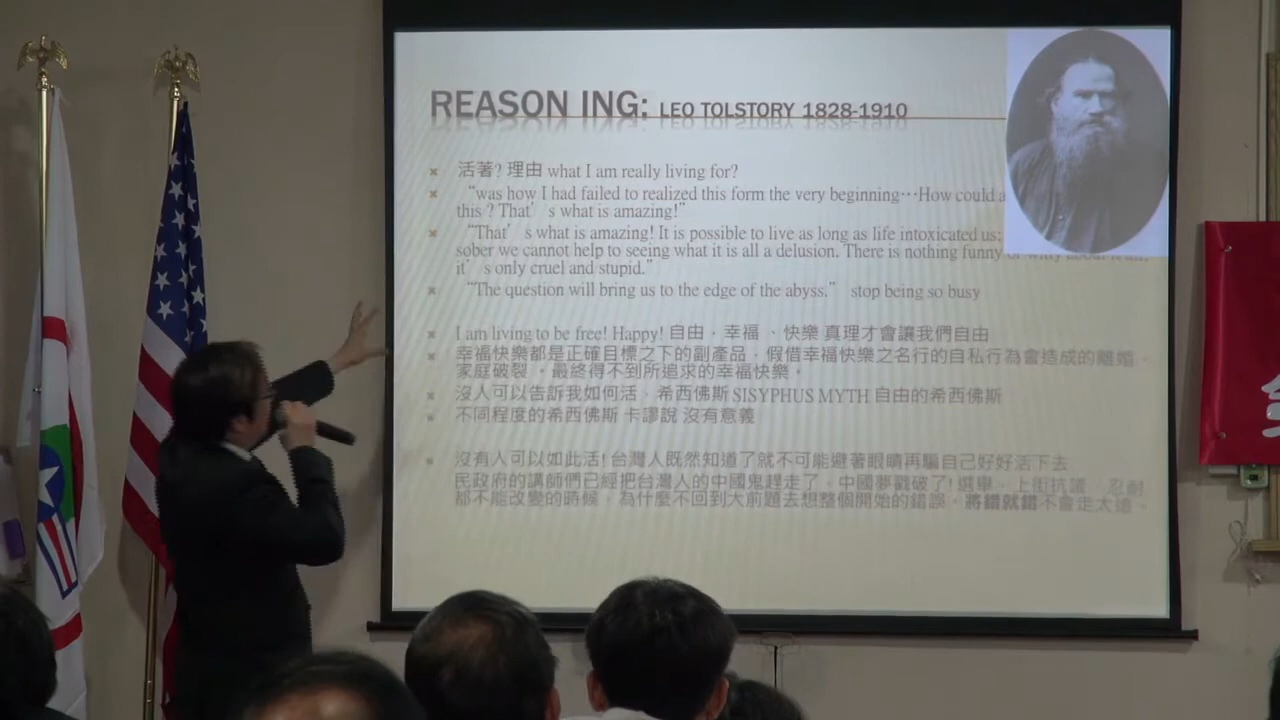 REASON ING: LEO TOLSTORY 1828-1910
活著? 理由 what I am really living for?
“was how I had failed to realized this form the very beginning⋯How could a
this ? That’s what is amazing!”
“That’s what is amazing! It is possible to live as long as life intoxicated us;
sober we cannot help to seeing what it is all a delusion. There is nothing funny
it’s only cruel and stupid.”
“The question will bring us to the edge of the abyss.” stop being so busy
I am living to be free! Happy! 自由，幸福 、快樂 真理才會讓我們自由
幸福快樂都是正確目標之下的副產品，假借幸福快樂之名行的自私行為會造成的離婚、
家庭破裂 。最終得不到所追求的幸福快樂。
沒人可以告訴我如何活，希西佛斯 SISYPHUS MYTH 自由的希西佛斯
不同程度的希西佛斯 卡謬說 沒有意義
沒有人可以如此活! 台灣人既然知道了就不可能避著眼睛再騙自己好好活下去
民政府的講師們已經把台灣人的中國鬼趕走了，中國夢戳破了! 選舉、上街抗議、忍耐
都不能改變的時候，為什麼不回到大前題去想整個開始的錯誤。將錯就錯不會走太遠。